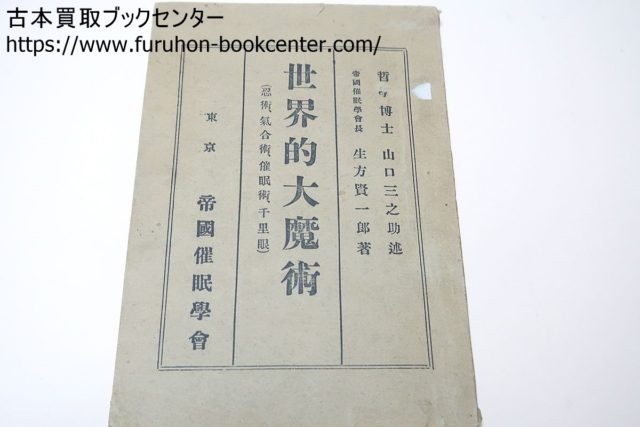 古本買取ブックセンター
https://www.furuhon-bookcenter.com/
哲 博士 山口三之助述
帝國催眠學會長 生方賢一郎著
世界的大魔術
(忍術、氣合術、催眠術、千里眼)
東京 帝國催眠學會